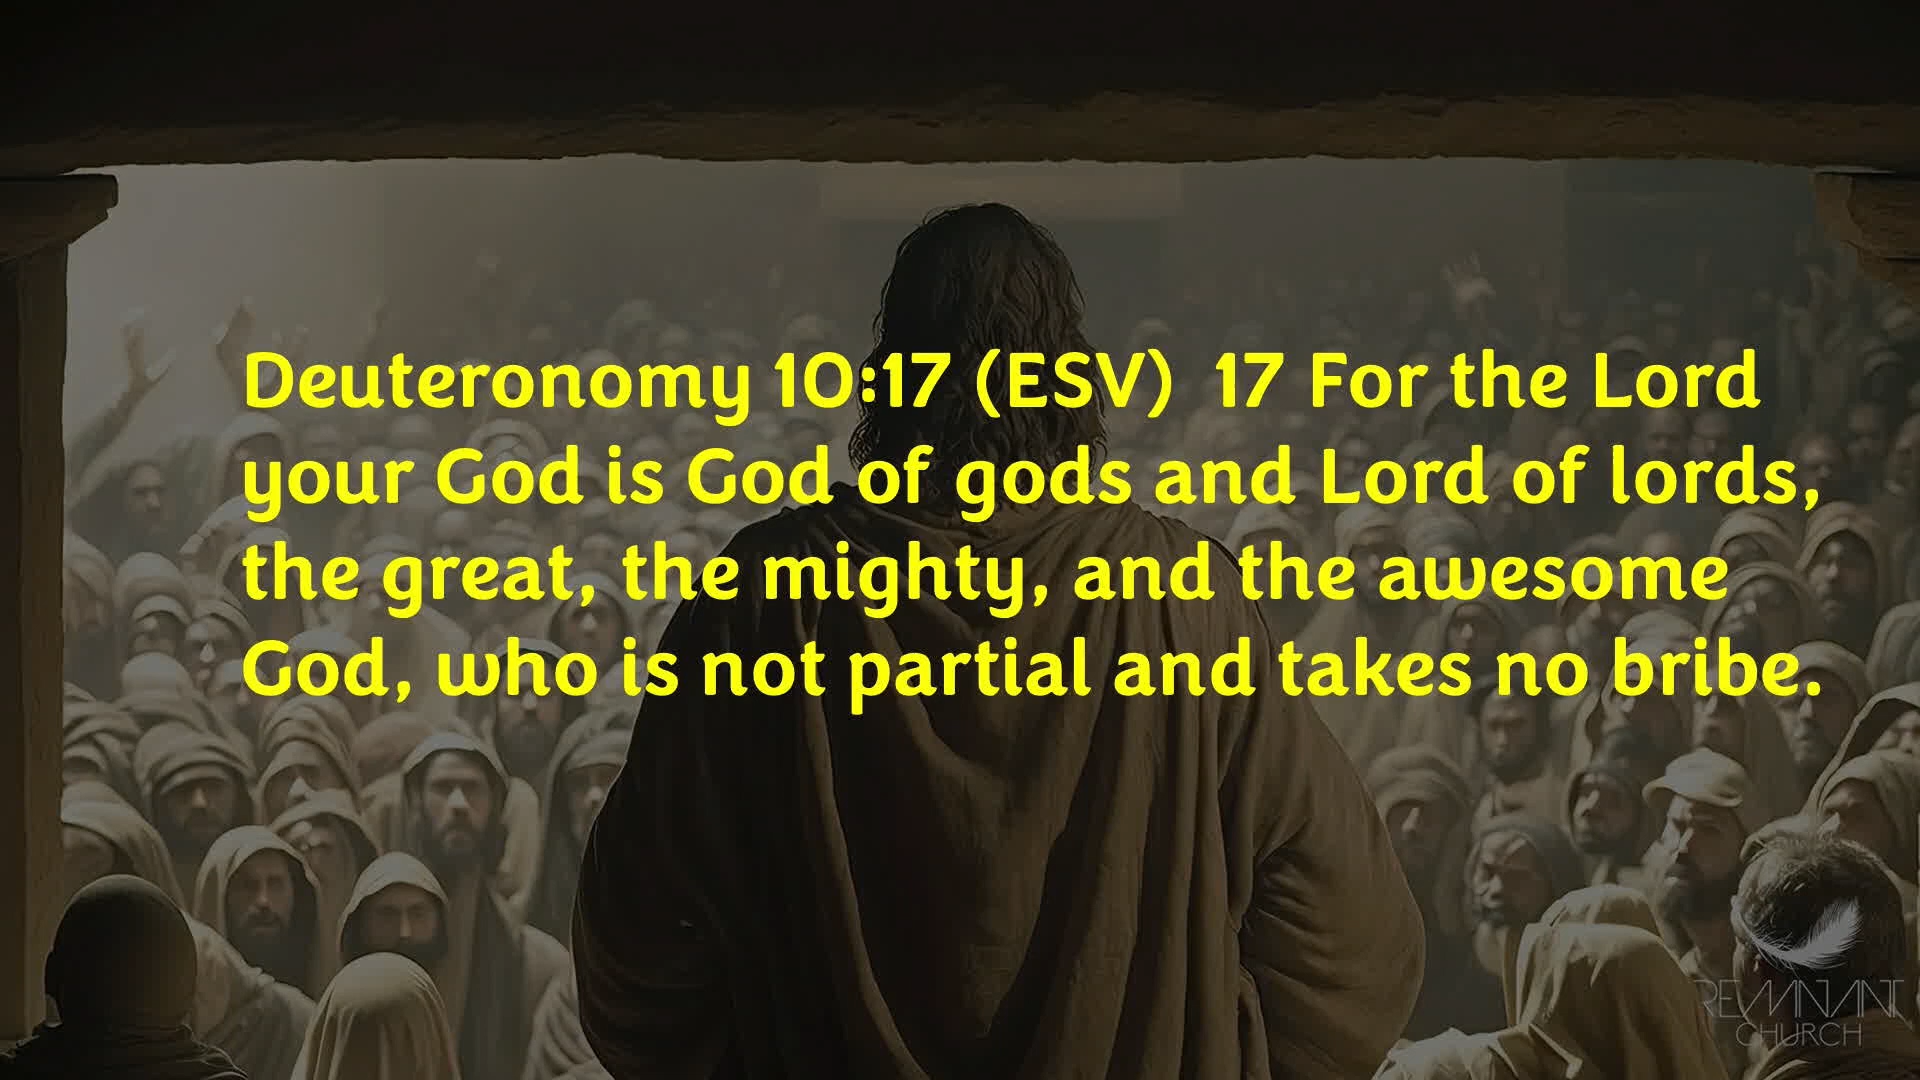 Deuteronomy 10:17 (ESV)  17 For the Lord
your God is God of gods and Lord of lords,
the great, the mighty, and the awesome
God, who is not partial and takes no bribe.
REMNANT
CHURCH